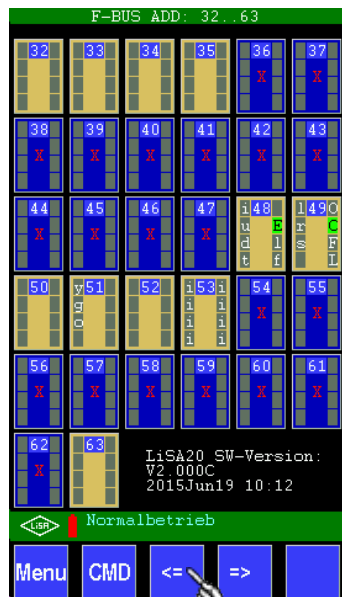 F-BUS ADD: 32..63
32 33 34 35 36 37
X X
38 39 40 41 42 43
X X X X X X
44 45 46 47 i 48 l 49 O
X X X X u E r C
d l s F
t f L
50 y 51 52 i 53 i 54 55
g i i X X
o i i
i i
56 57 58 59 60 61
X X X X X X
62 63
X
LiSA20 SW-Version:
V2.000C
2015Jun19 10:12
LiSA Normalbetrieb
Menu CMD <= =>